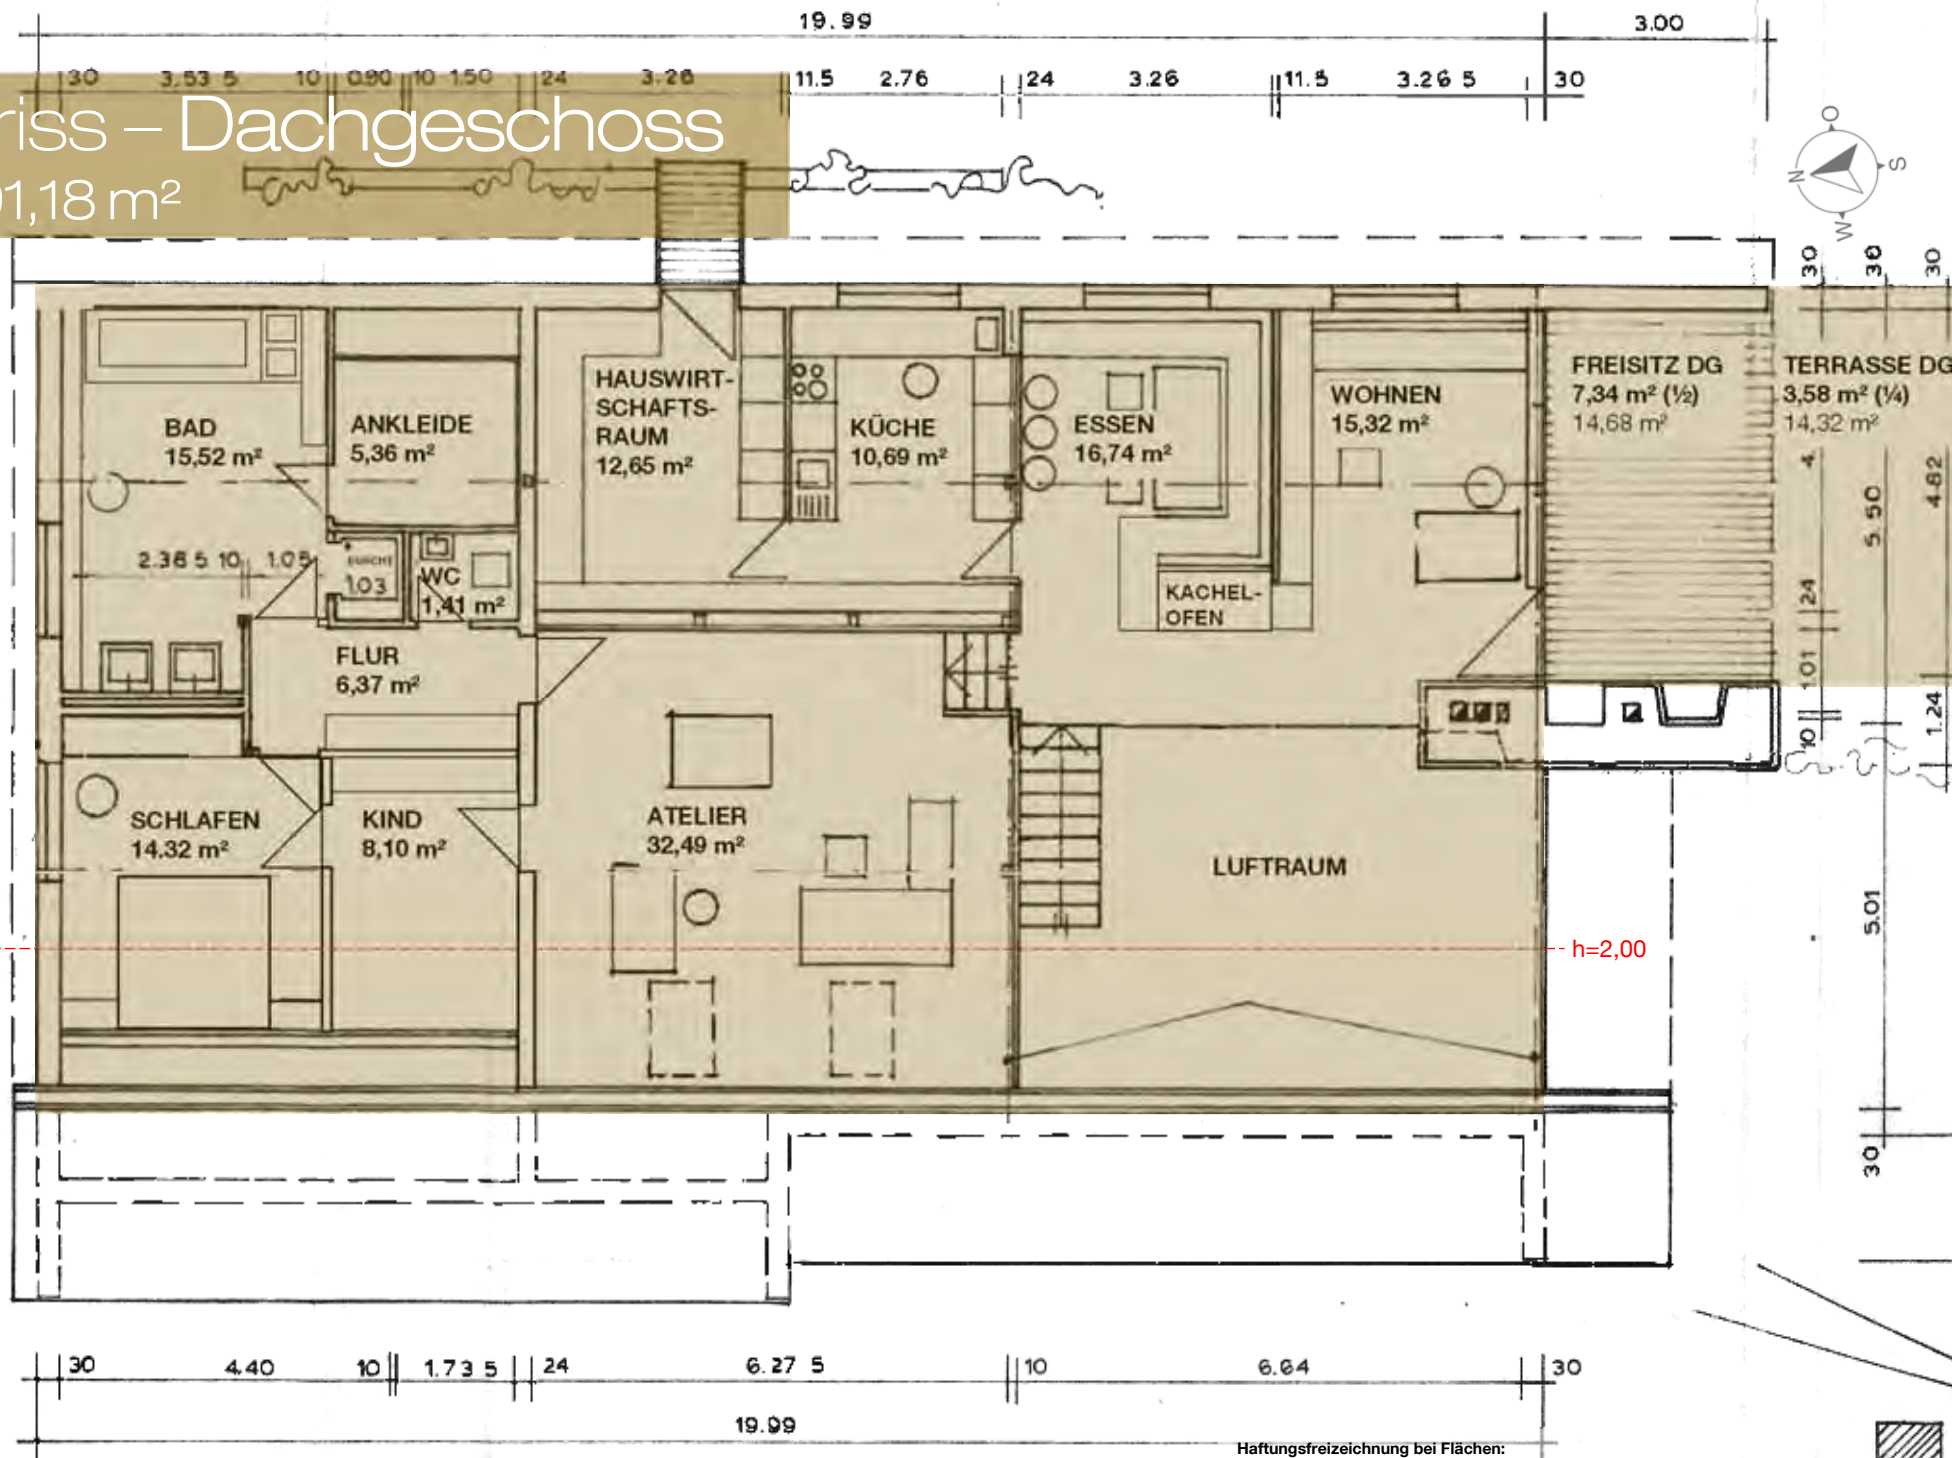 19.99 3.00
30 3.53 5 10 0.90 10 1.50 24 3.26 11.5 2.76 24 3.26 11.5 3.26 5 30
riss – Dachgeschoss
1,18 m²
O
S
N
W
30 30 30
BAD
15,52 m²
ANKLEIDE
5,36 m²
HAUSWIRT-
SCHAFTS-
RAUM
12,65 m²
KÜCHE
10,69 m²
ESSEN
16,74 m²
WOHNEN
15,32 m²
FREISITZ DG
7,34 m² (½)
14,68 m²
TERRASSE DG
3,58 m² (¼)
14,32 m²
4.
5.50
4.82
2.36 5 10 1.05
DUSCHE
1.03
WC
1,41 m²
KACHEL-
OFEN
24
FLUR
6,37 m²
1.01
10
1.24
SCHLAFEN
14.32 m²
KIND
8,10 m²
ATELIER
32,49 m²
LUFTRAUM
5.01
h=2,00
30
30 4.40 10 1.73 5 24 6.27 5 10 6.64 30
19.99
Haftungsfreizeichnung bei Flächen: